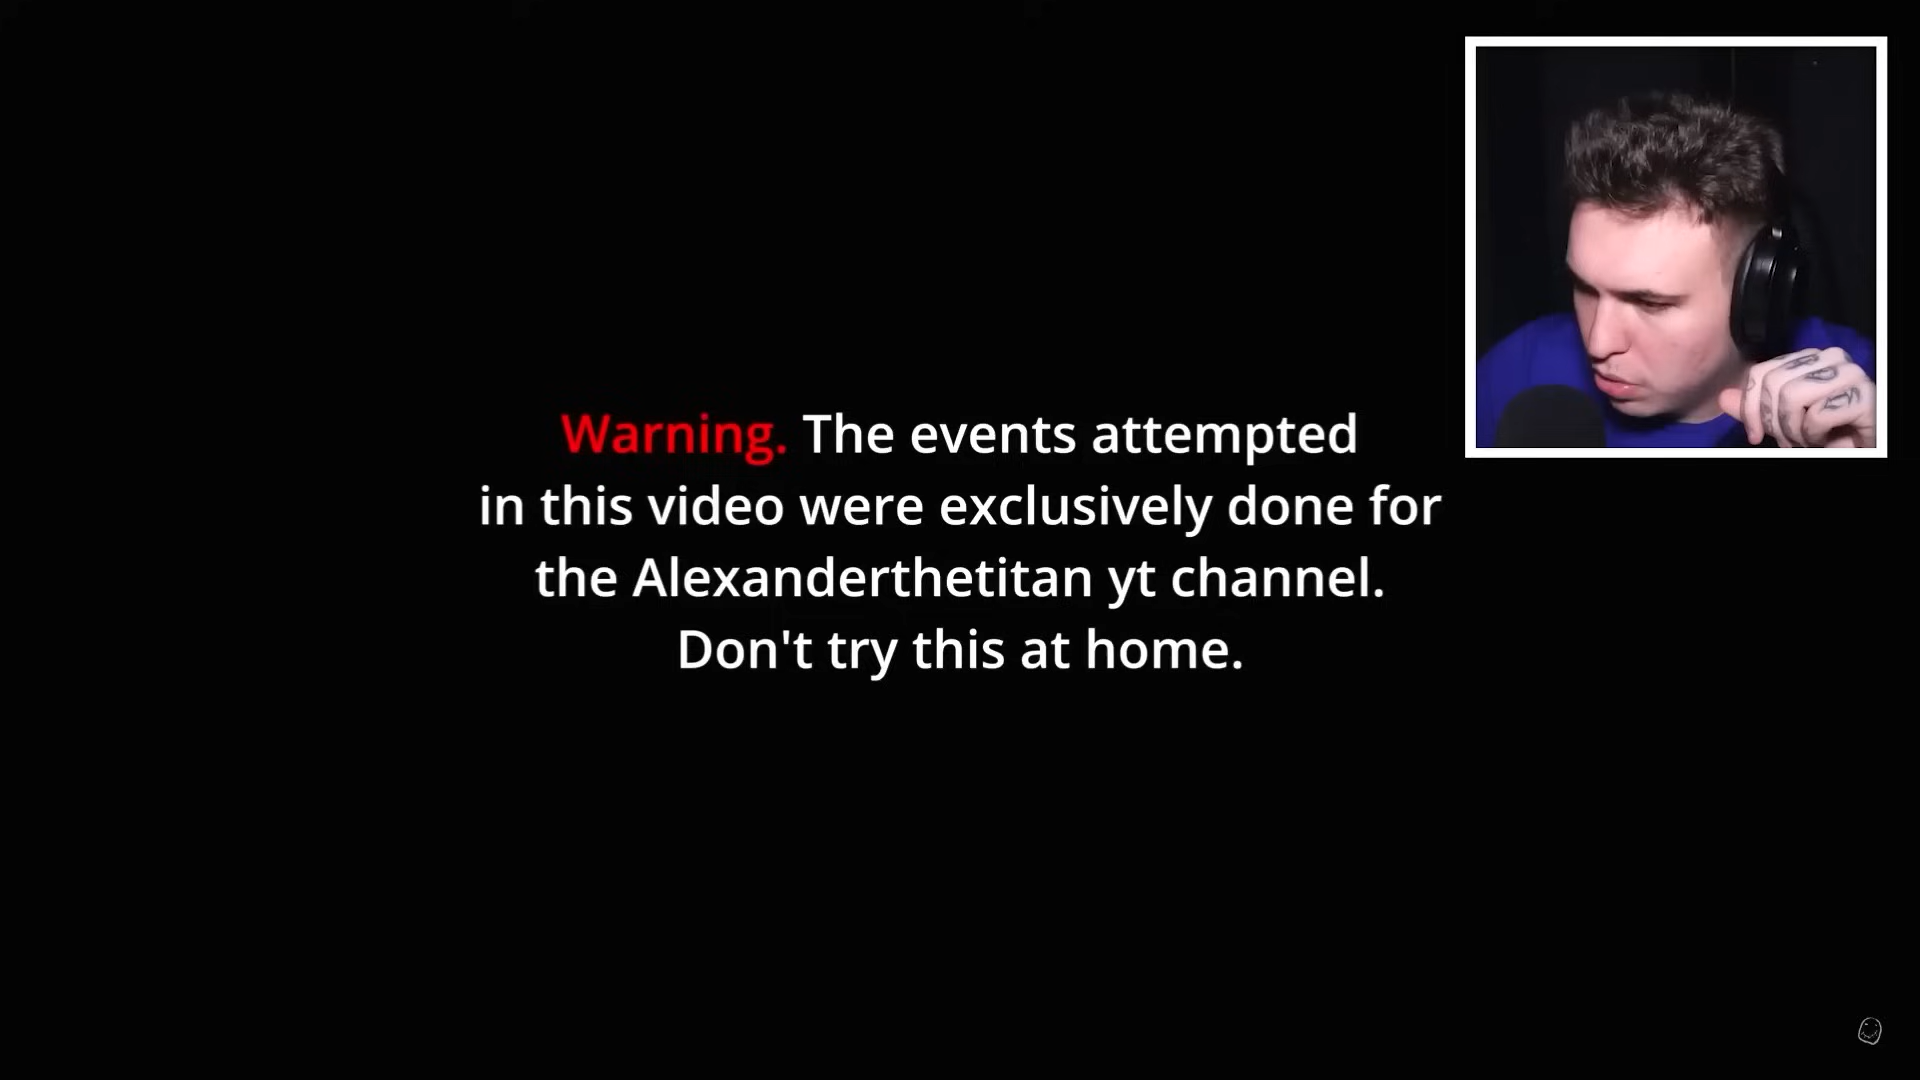 Warning. The events attempted
in this video were exclusively done for
the Alexanderthetitan yt channel.
Don't try this at home.